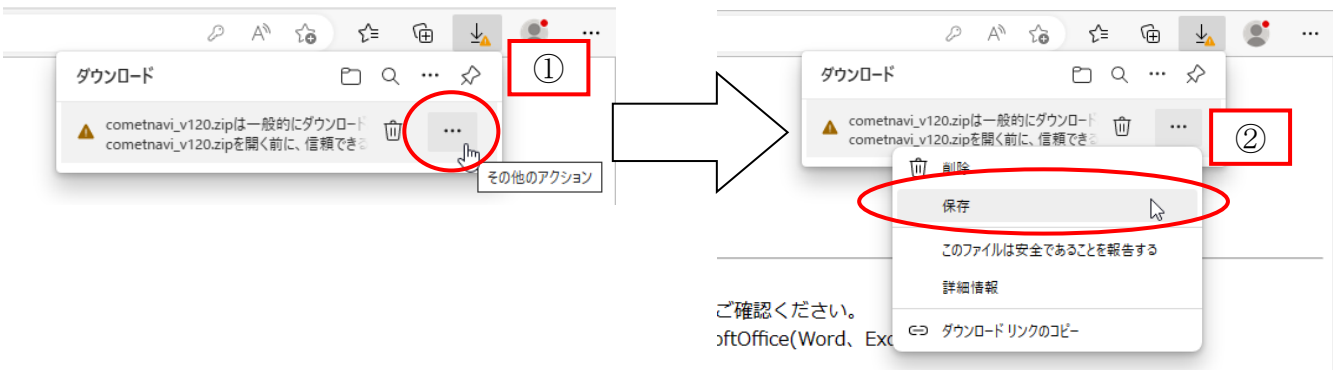 ダウンロード
①
cometnavi_v120.zipは一般的にダウンロード
cometnavi_v120.zipを開く前に、信頼できる
その他のアクション
ダウンロード
cometnavi_v120.zipは一般的にダウンロード
cometnavi_v120.zipを開く前に、信頼でき
②
削除
保存
このファイルは安全であることを報告する
詳細情報
ご確認ください。
oftOffice(Word、Exc
ダウンロード リンクのコピー